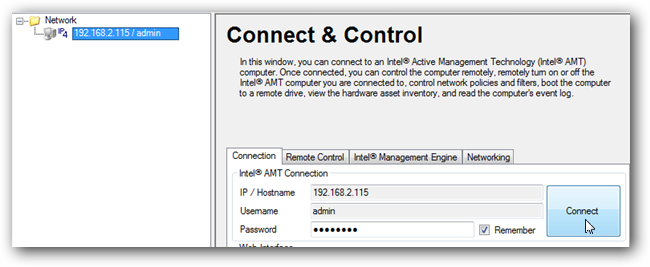 Network
IP4 192.168.2.115 / admin
Connect & Control
In this window, you can connect to an Intel® Active Management Technology (Intel® AMT)
computer. Once connected, you can control the computer remotely, remotely turn on or off the
Intel® AMT computer you are connected to, control network policies and filters, boot the computer
to a remote drive, view the hardware asset inventory, and read the computer's event log.
Connection Remote Control Intel® Management Engine Networking
Intel® AMT Connection
IP / Hostname 192.168.2.115
Username admin
Connect
Password ●●●●●●●● Remember
Web Interface